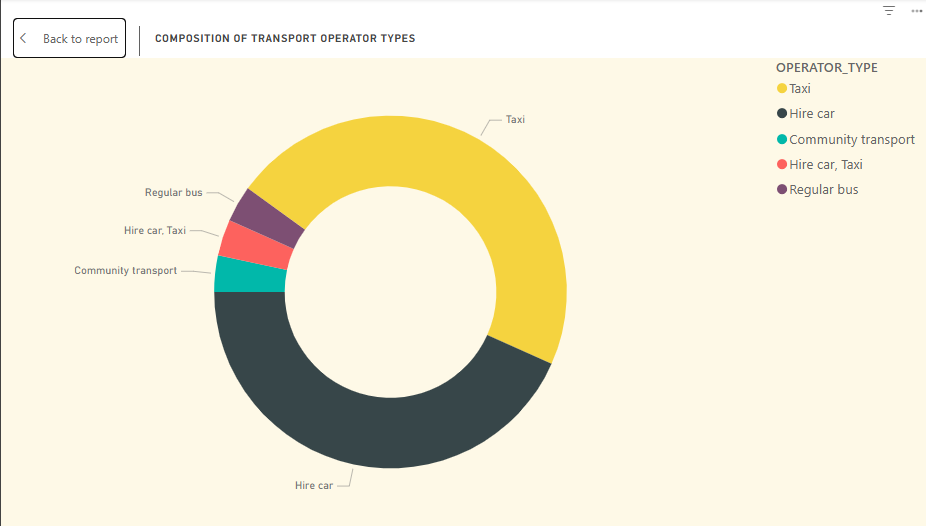 Back to report
COMPOSITION OF TRANSPORT OPERATOR TYPES
OPERATOR_TYPE
Taxi
Hire car
Community transport
Hire car, Taxi
Regular bus
Taxi
Regular bus
Hire car, Taxi
Community transport
Hire car